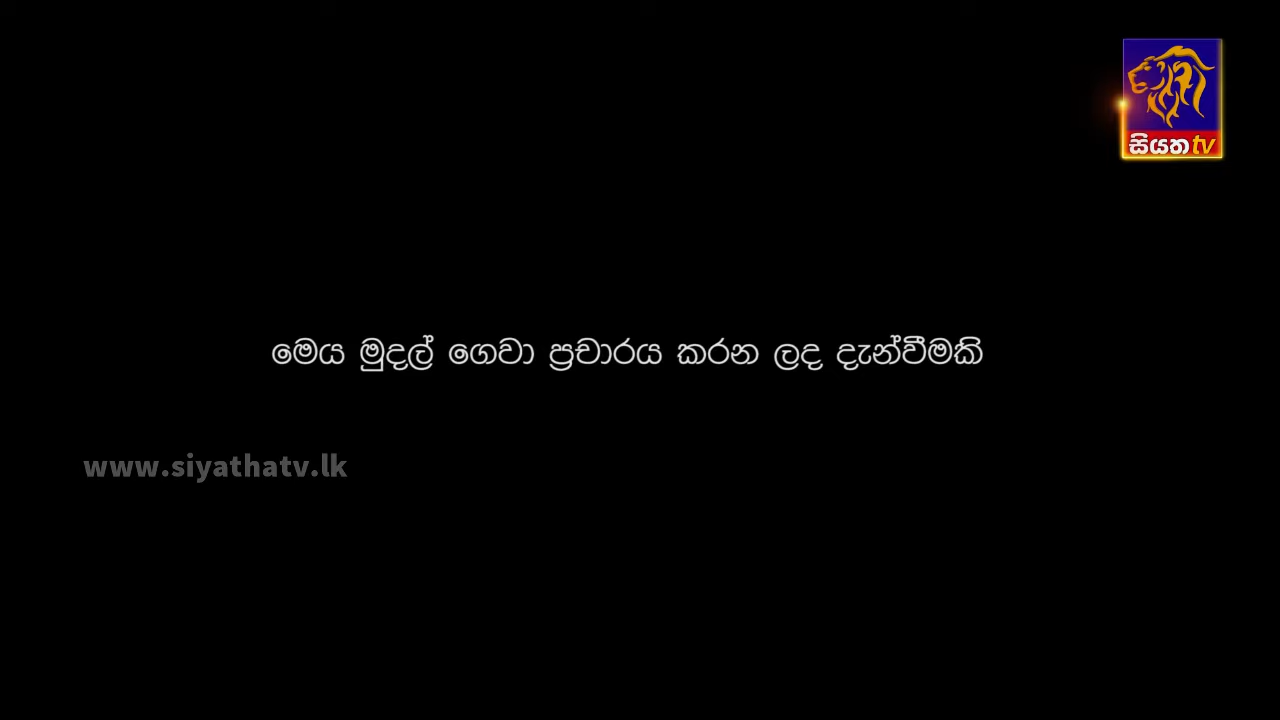 සියත tv
මෙය මුදල් ගෙවා ප්‍රචාරය කරන ලද දැන්වීමකි
www.siyathatv.lk